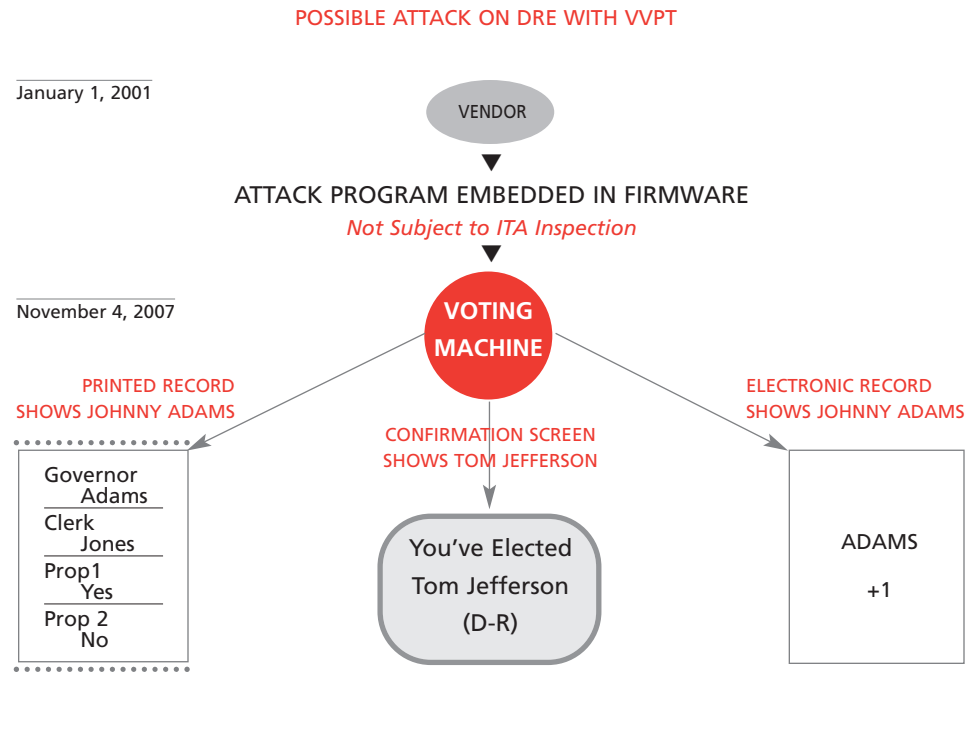 POSSIBLE ATTACK ON DRE WITH VVPT
January 1, 2001
VENDOR
ATTACK PROGRAM EMBEDDED IN FIRMWARE
Not Subject to ITA Inspection
November 4, 2007
VOTING
MACHINE
PRINTED RECORD
SHOWS JOHNNY ADAMS
CONFIRMATION SCREEN
SHOWS TOM JEFFERSON
ELECTRONIC RECORD
SHOWS JOHNNY ADAMS
Governor
Adams
Clerk
Jones
Prop1
Yes
Prop 2
No
You've Elected
Tom Jefferson
(D-R)
ADAMS
+1